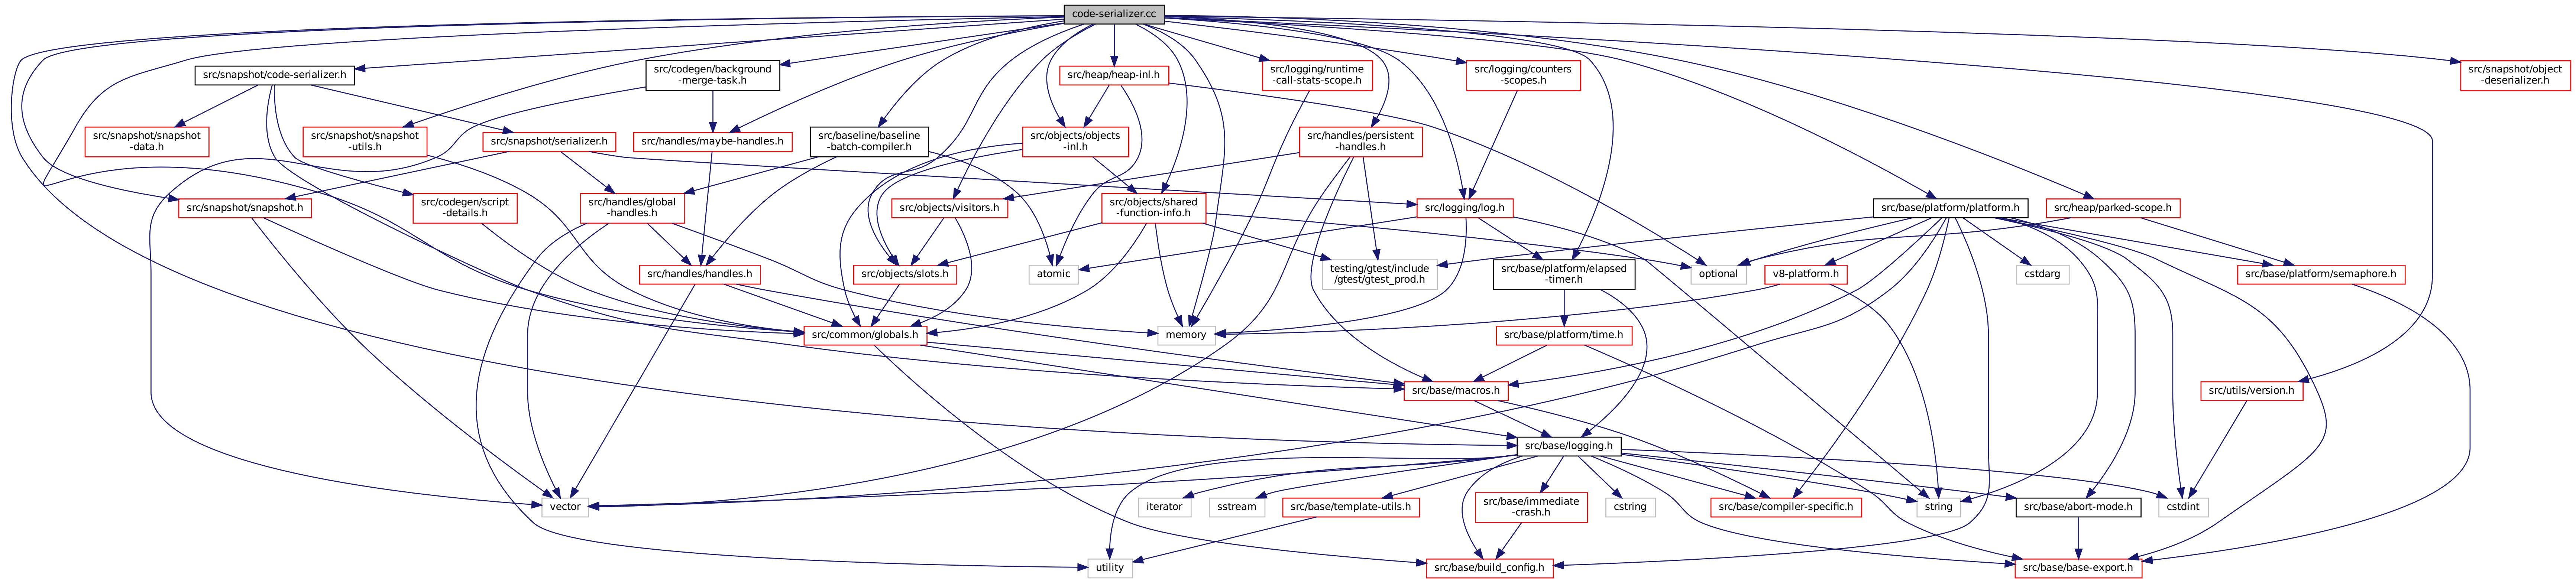 code-serializer.cc
src/snapshot/code-serializer.h
src/codegen/background
-merge-task.h
src/heap/heap-inl.h
src/logging/runtime
-call-stats-scope.h
src/logging/counters
-scopes.h
src/snapshot/object
-deserializer.h
src/snapshot/snapshot
-data.h
src/snapshot/snapshot
-utils.h
src/snapshot/serializer.h
src/handles/maybe-handles.h
src/baseline/baseline
-batch-compiler.h
src/objects/objects
-inl.h
src/handles/persistent
-handles.h
src/snapshot/snapshot.h
src/codegen/script
-details.h
src/handles/global
-handles.h
src/objects/visitors.h
src/objects/shared
-function-info.h
src/logging/log.h
src/base/platform/platform.h
src/heap/parked-scope.h
src/handles/handles.h
src/objects/slots.h
atomic
testing/gtest/include
/gtest/gtest_prod.h
src/base/platform/elapsed
-timer.h
optional
v8-platform.h
cstdarg
src/base/platform/semaphore.h
src/common/globals.h
memory
src/base/platform/time.h
src/base/macros.h
src/utils/version.h
src/base/logging.h
vector
iterator
sstream
src/base/template-utils.h
src/base/immediate
-crash.h
cstring
src/base/compiler-specific.h
string
src/base/abort-mode.h
cstdint
utility
src/base/build_config.h
src/base/base-export.h